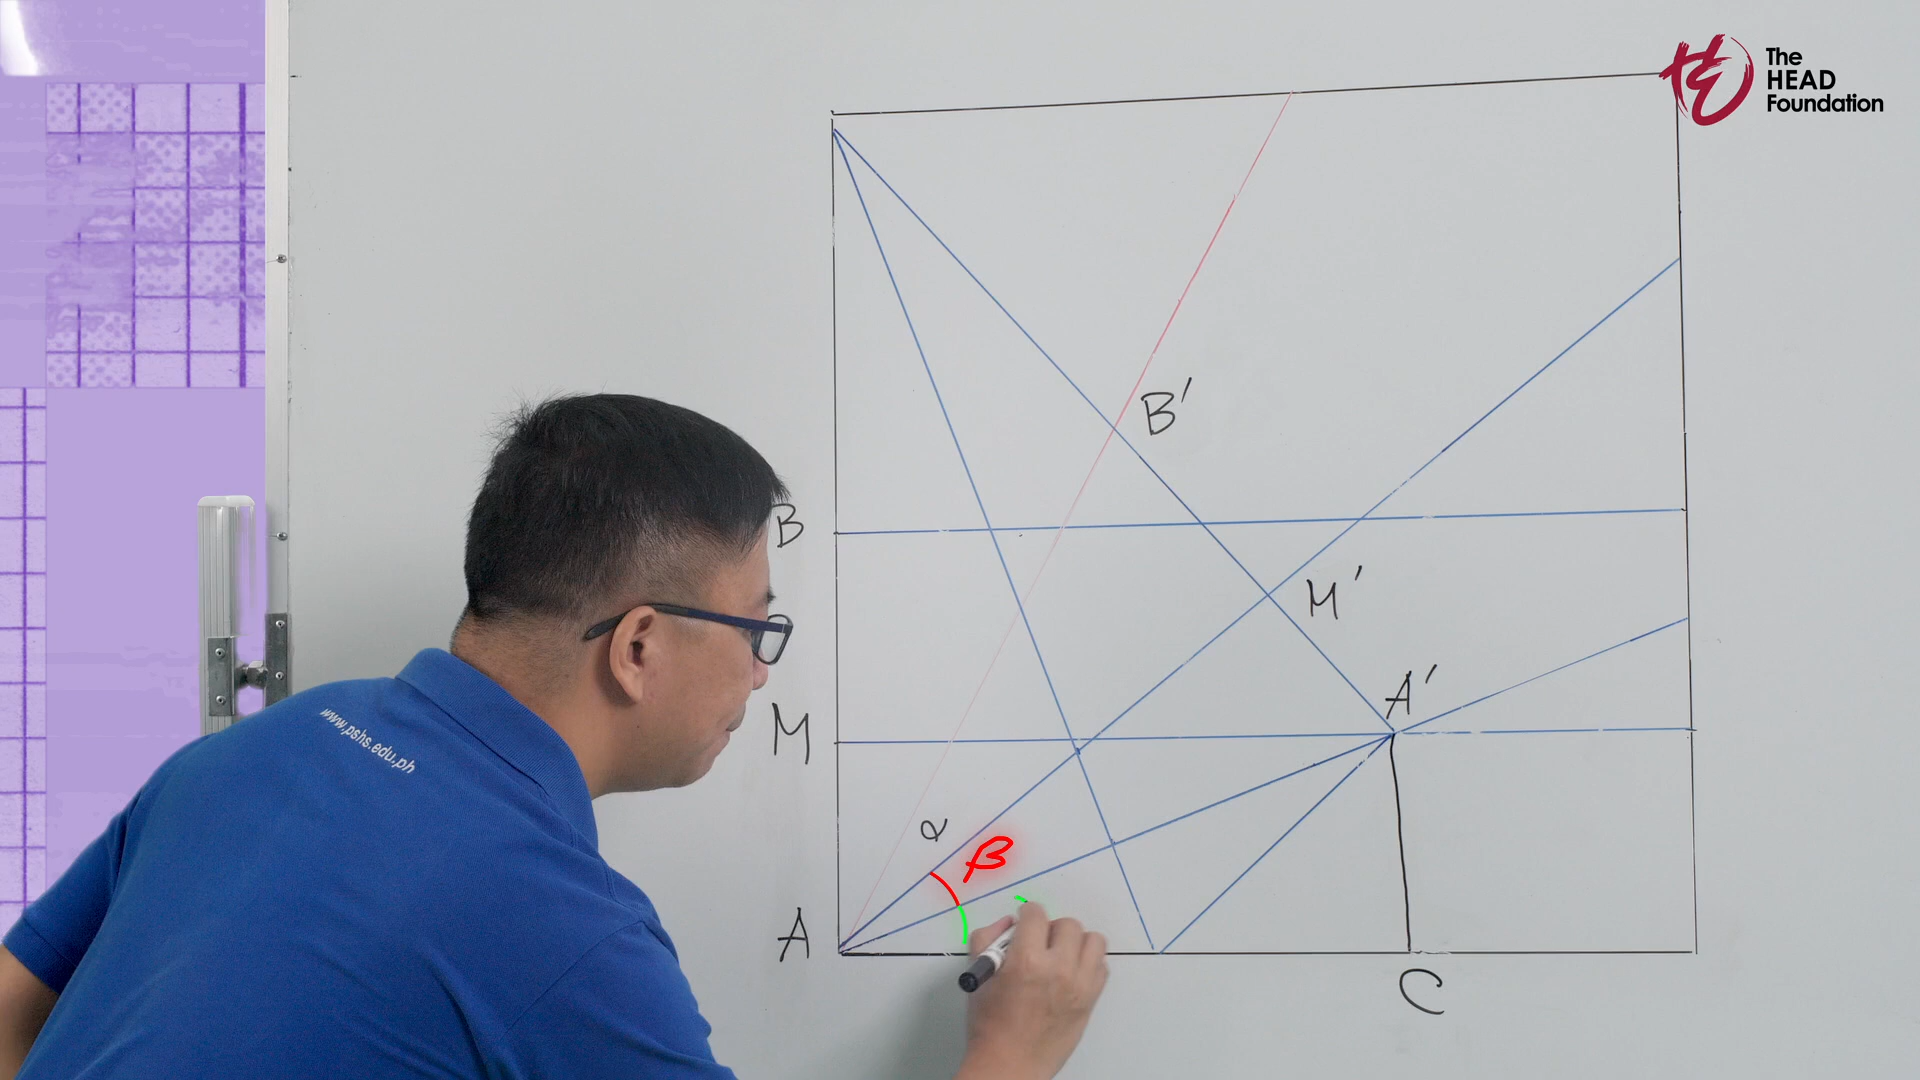 The
HEAD
Foundation
B′
B
M′
A′
M
α
β
A
C
www.pshs.edu.ph